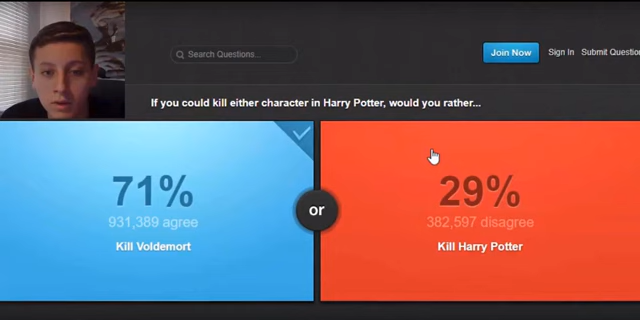 Search Questions...
Join Now
Sign In
Submit Question
If you could kill either character in Harry Potter, would you rather...
71%
931,389 agree
Kill Voldemort
or
29%
382,597 disagree
Kill Harry Potter